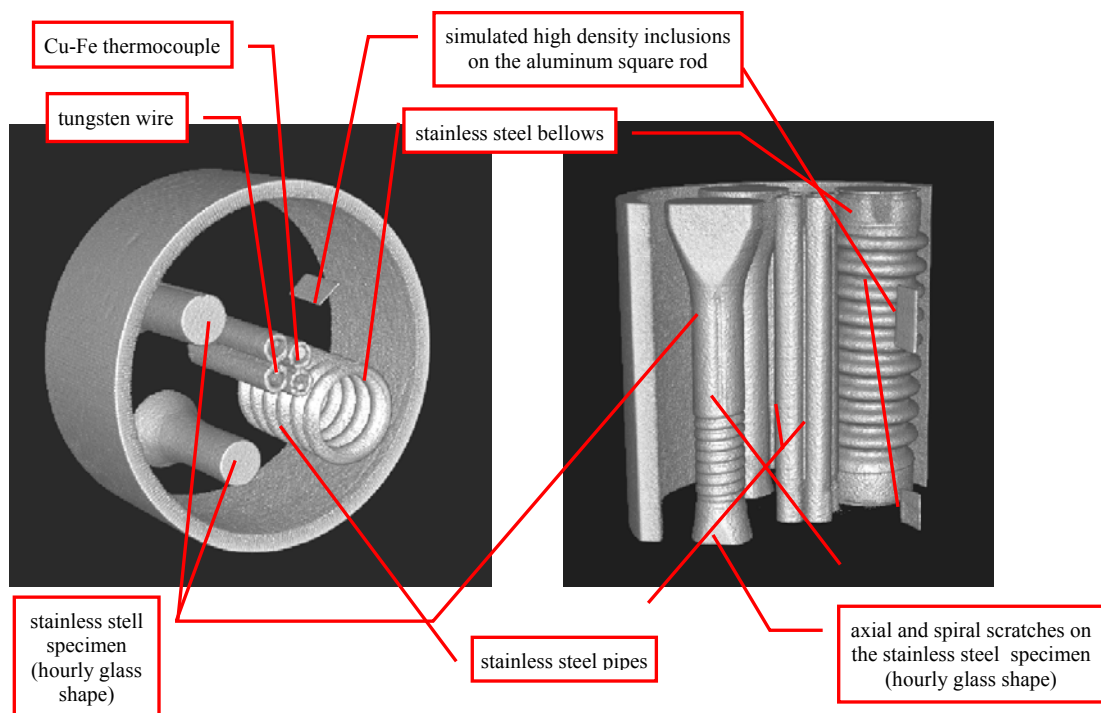 Cu-Fe thermocouple
simulated high density inclusions
on the aluminum square rod
tungsten wire
stainless steel bellows
stainless stell
specimen
(hourly glass
shape)
stainless steel pipes
axial and spiral scratches on
the stainless steel specimen
(hourly glass shape)